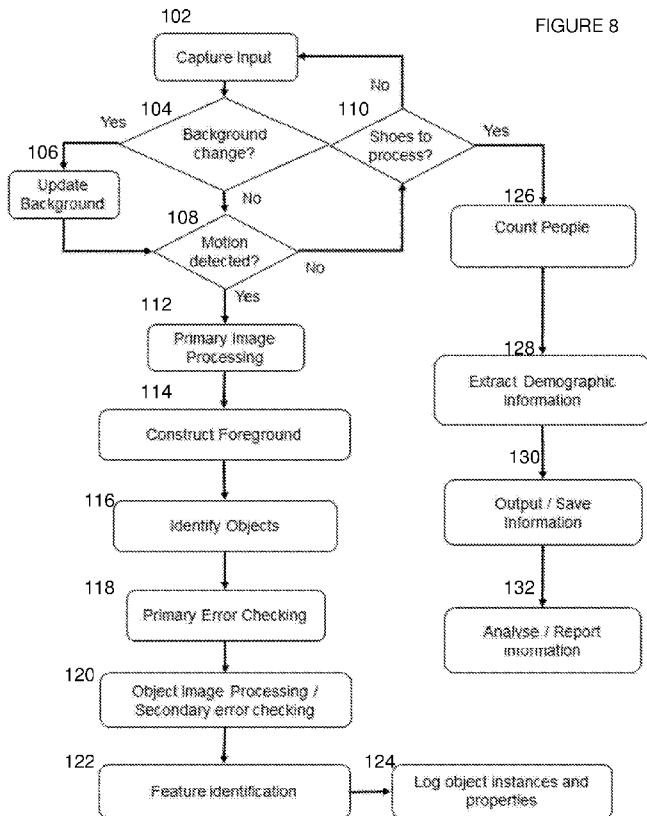 FIGURE 8
102
Capture Input
104
Background
change?
Yes
No
106
Update
Background
108
Motion
detected?
No
Yes
110
Shoes to
process?
No
Yes
112
Primary Image
Processing
114
Construct Foreground
116
Identify Objects
118
Primary Error Checking
120
Object Image Processing /
Secondary error checking
122
Feature identification
124
Log object instances and
properties
126
Count People
128
Extract Demographic
Information
130
Output / Save
Information
132
Analyse / Report
Information